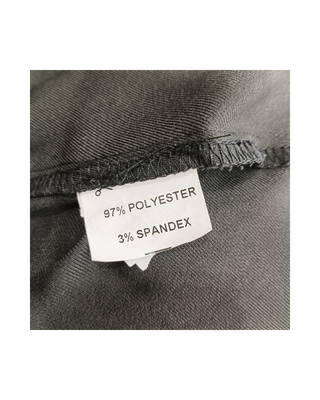 97% POLYESTER
3% SPANDEX